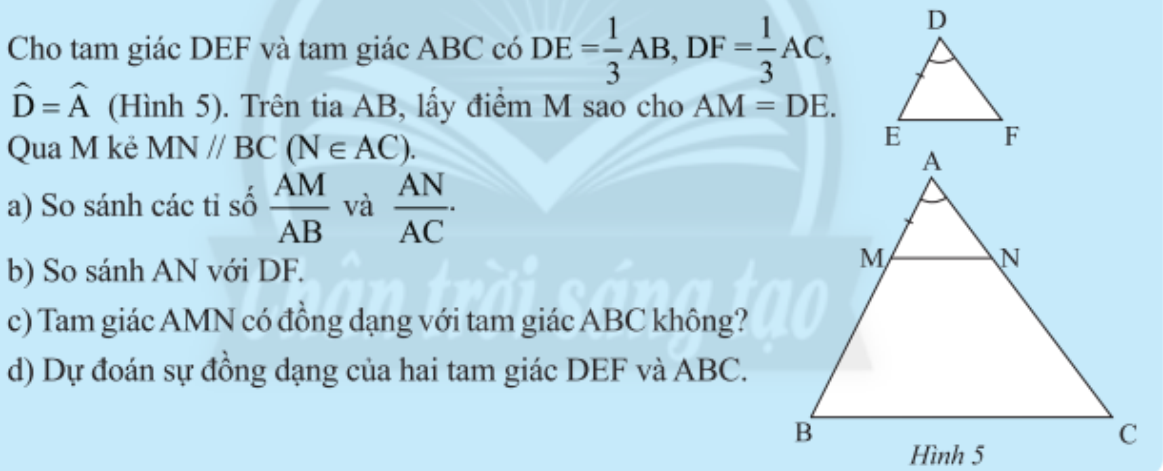 Cho tam giác DEF và tam giác ABC có DE = 1/3 AB, DF = 1/3 AC,
D̂ = Â (Hình 5). Trên tia AB, lấy điểm M sao cho AM = DE.
Qua M kẻ MN // BC (N ∈ AC).
a) So sánh các tỉ số AM/AB và AN/AC.
b) So sánh AN với DF.
c) Tam giác AMN có đồng dạng với tam giác ABC không?
d) Dự đoán sự đồng dạng của hai tam giác DEF và ABC.
D
E F
A
M N
B C
Hình 5
Chân trời sáng tạo